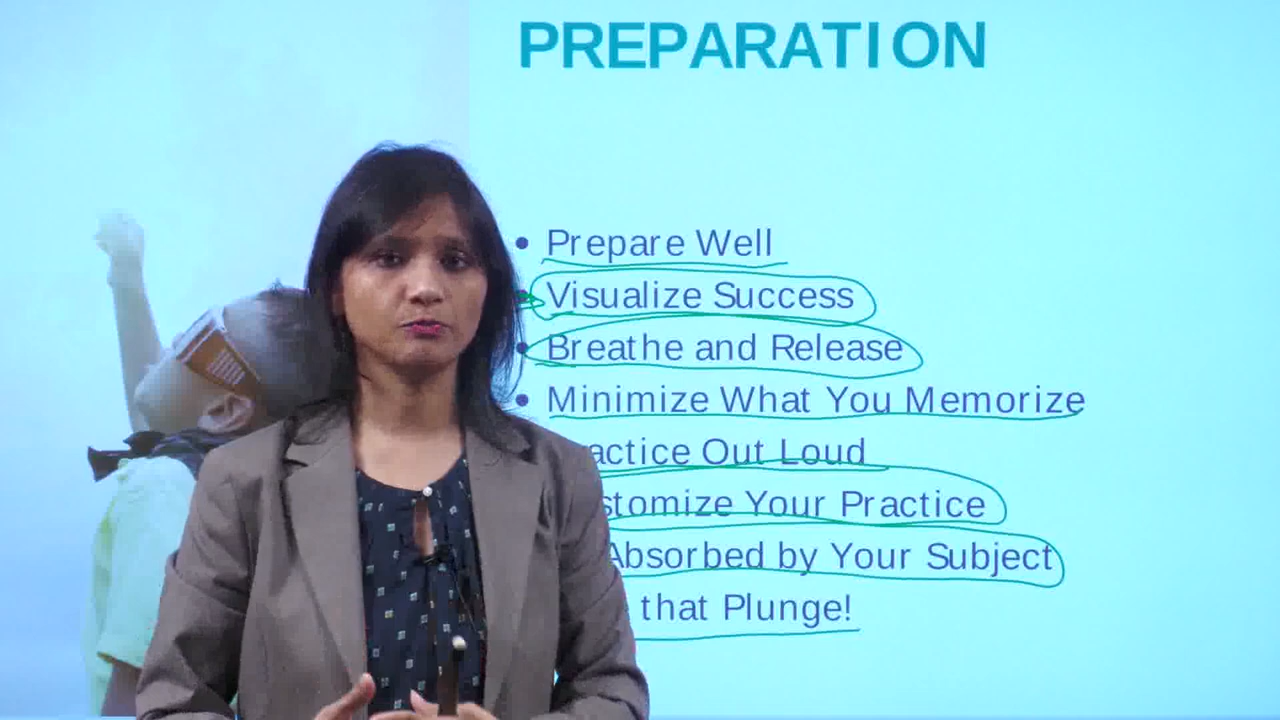 PREPARATION
• Prepare Well
• Visualize Success
• Breathe and Release
• Minimize What You Memorize
actice Out Loud
stomize Your Practice
Absorbed by Your Subject
that Plunge!